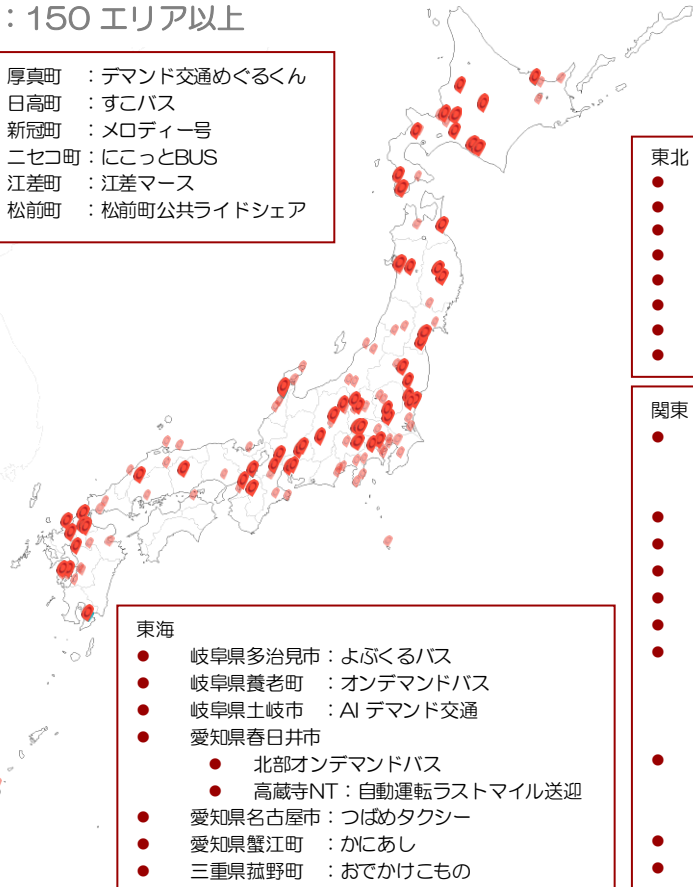 ：150 エリア以上
厚真町　：デマンド交通めぐるくん
日高町　：すこバス
新冠町　：メロディー号
ニセコ町：にこっとBUS
江差町　：江差マース
松前町　：松前町公共ライドシェア
東北
●
●
●
●
●
●
●
●
関東
●
●
●
●
●
●
●
●
●
●
東海
● 岐阜県多治見市：よぶくるバス
● 岐阜県養老町　：オンデマンドバス
● 岐阜県土岐市　：AI デマンド交通
● 愛知県春日井市
● 北部オンデマンドバス
● 高蔵寺NT：自動運転ラストマイル送迎
● 愛知県名古屋市：つばめタクシー
● 愛知県蟹江町　：かにあし
● 三重県菰野町　：おでかけこもの